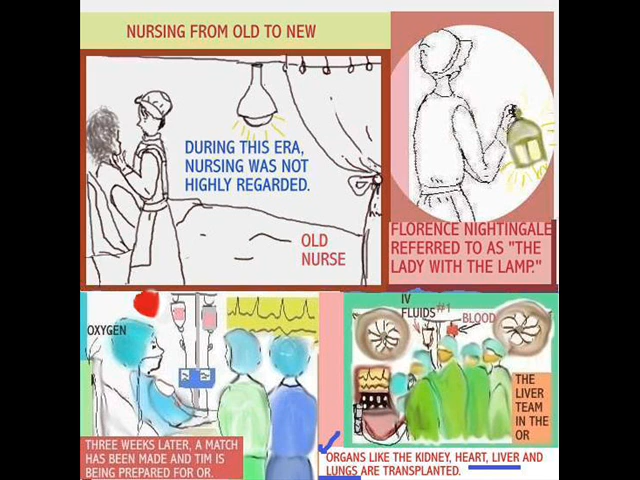 NURSING FROM OLD TO NEW
DURING THIS ERA,
NURSING WAS NOT
HIGHLY REGARDED.
OLD
NURSE
FLORENCE NIGHTINGALE
REFERRED TO AS "THE
LADY WITH THE LAMP."
OXYGEN
THREE WEEKS LATER, A MATCH
HAS BEEN MADE AND TIM IS
BEING PREPARED FOR OR.
IV
FLUIDS #1
BLOOD
THE
LIVER
TEAM
IN THE
OR
ORGANS LIKE THE KIDNEY, HEART, LIVER AND
LUNGS ARE TRANSPLANTED.